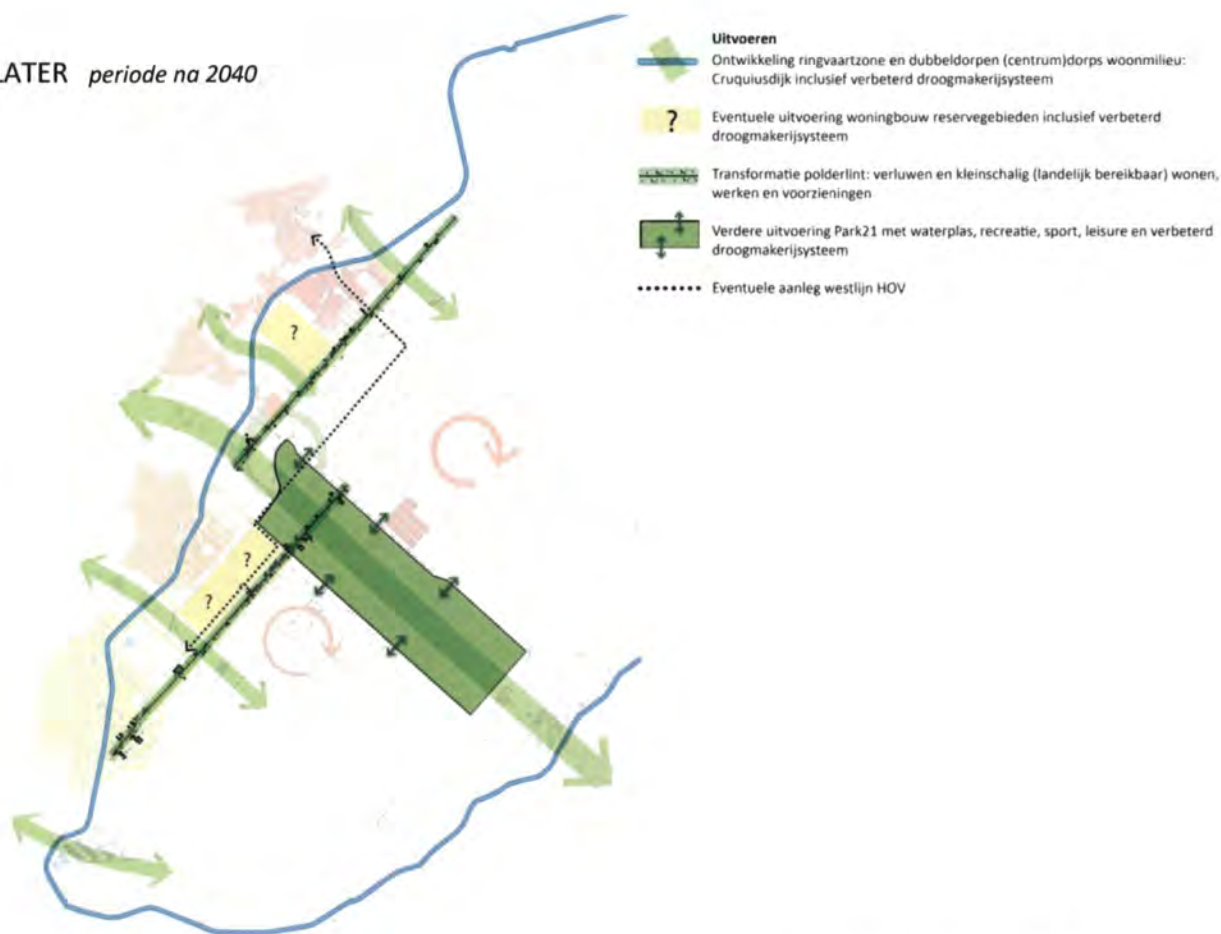 LATER periode na 2040
Uitvoeren
Ontwikkeling ringvaartzone en dubbeldorpen (centrum)dorps woonmilieu:
Cruquiusdijk inclusief verbeterd droogmakerijsysteem
?
Eventuele uitvoering woningbouw reservegebieden inclusief verbeterd
droogmakerijsysteem
Transformatie polderlint: verluwen en kleinschalig (landelijk bereikbaar) wonen,
werken en voorzieningen
Verdere uitvoering Park21 met waterplas, recreatie, sport, leisure en verbeterd
droogmakerijsysteem
Eventuele aanleg westlijn HOV
?
?
?